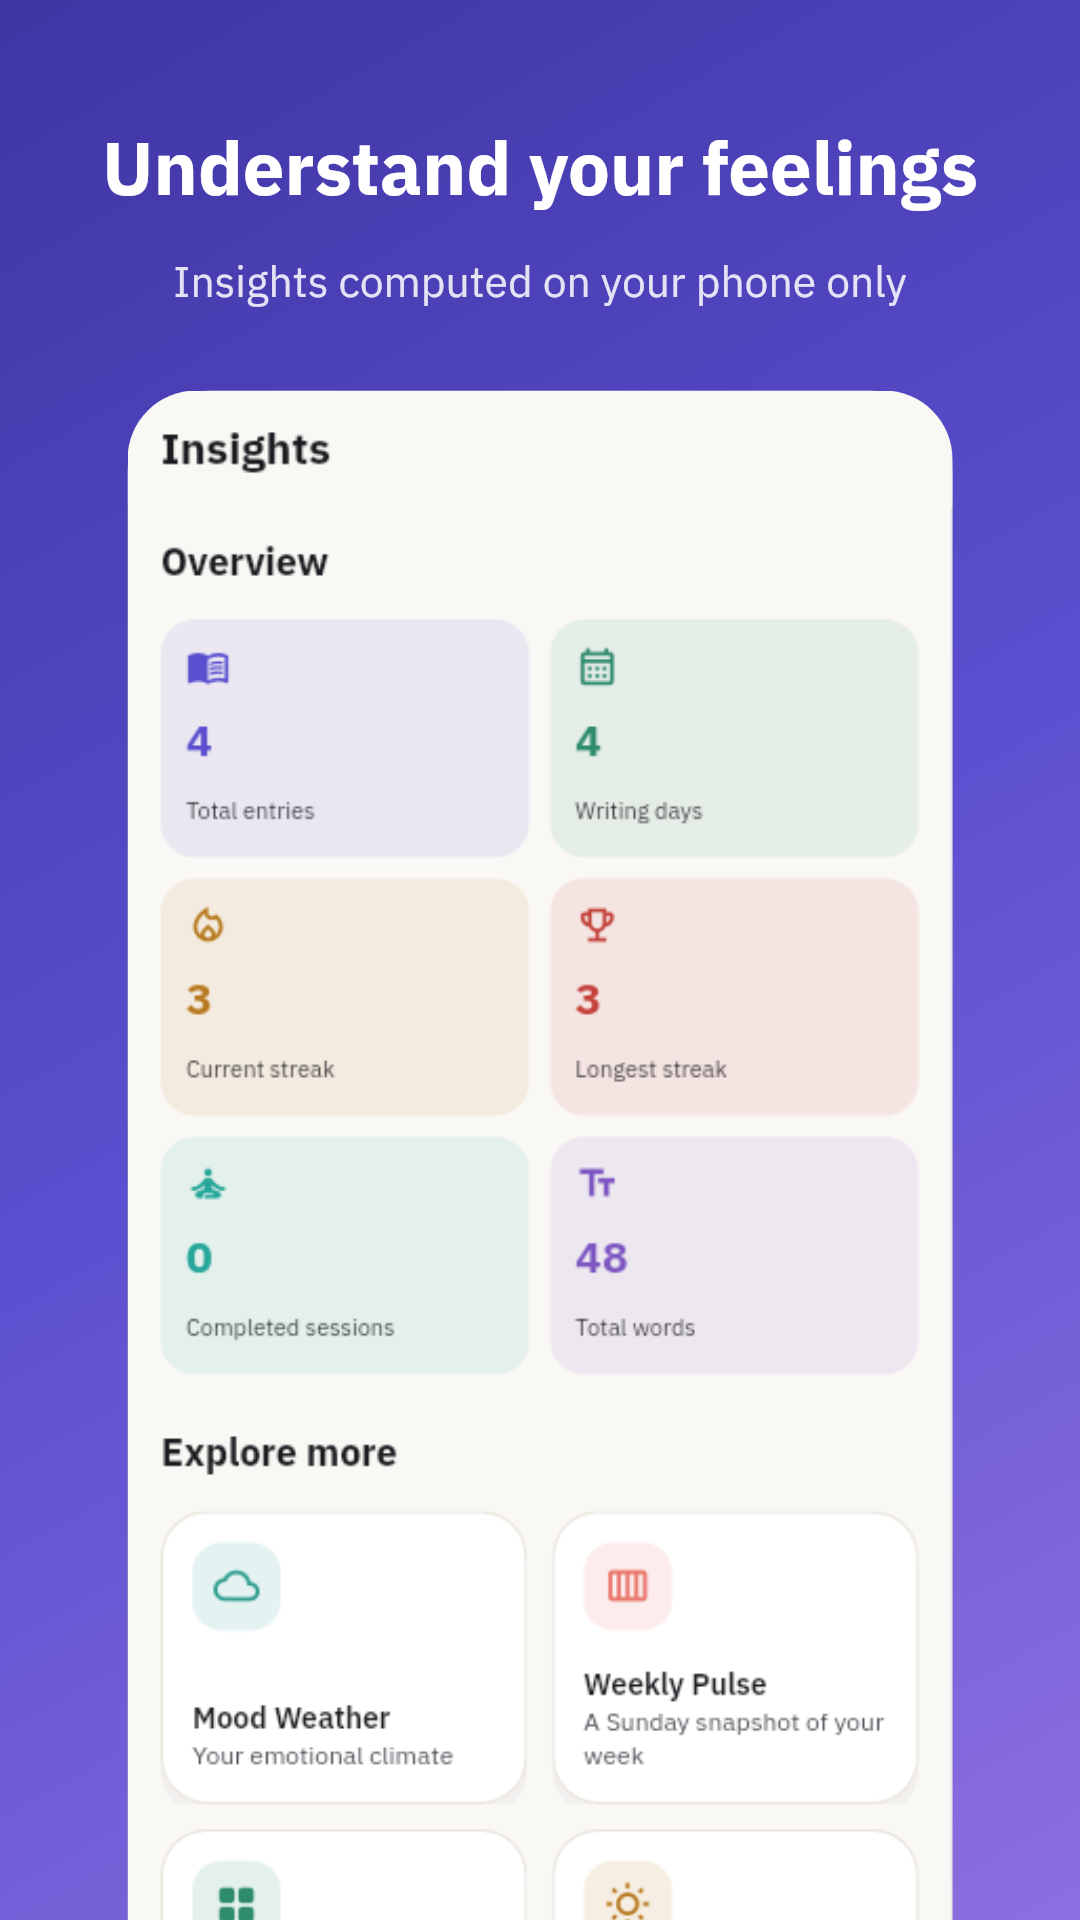 Understand your feelings
Insights computed on your phone only
Insights
Overview
4
Total entries
4
Writing days
3
Current streak
3
Longest streak
0
Completed sessions
48
Total words
Explore more
Mood Weather
Your emotional climate
Weekly Pulse
A Sunday snapshot of your
week